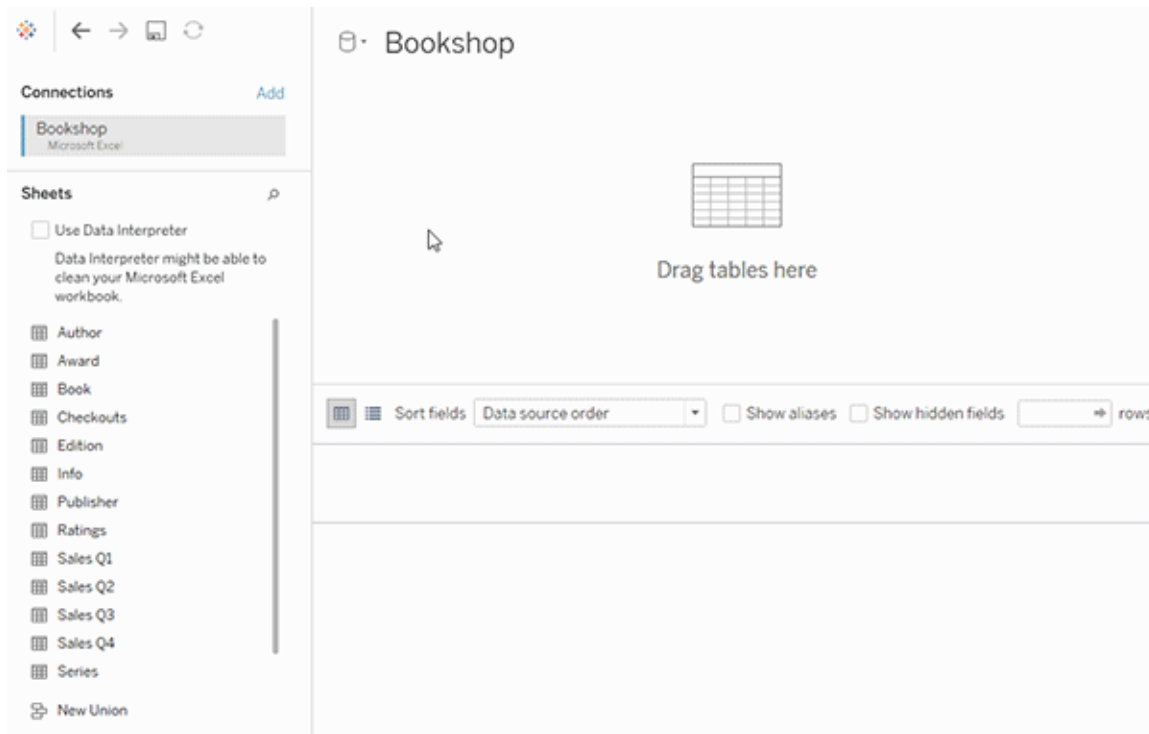 Bookshop
Connections
Add
Bookshop
Microsoft Excel
Sheets
Use Data Interpreter
Data Interpreter might be able to
clean your Microsoft Excel
workbook.
Author
Award
Book
Checkouts
Edition
Info
Publisher
Ratings
Sales Q1
Sales Q2
Sales Q3
Sales Q4
Series
New Union
Drag tables here
Sort fields Data source order Show aliases Show hidden fields rows